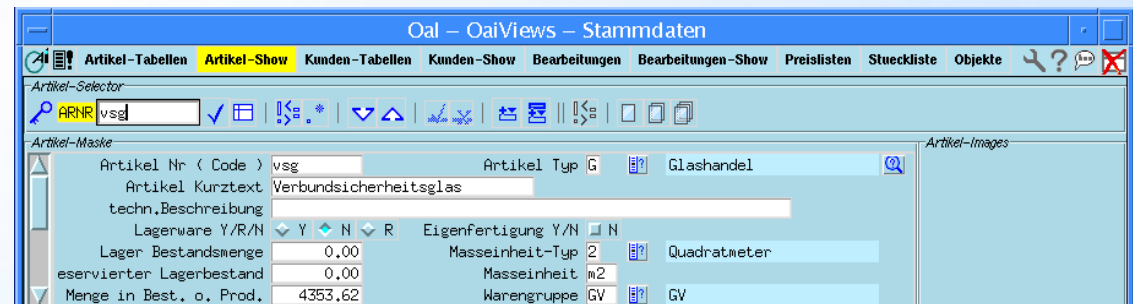 Oal – OaiViews – Stammdaten
Artikel-Tabellen Artikel-Show Kunden-Tabellen Kunden-Show Bearbeitungen Bearbeitungen-Show Preislisten Stueckliste Objekte
Artikel-Selector
ARNR vsg
Artikel-Maske Artikel-Images
Artikel Nr ( Code ) vsg Artikel Typ G Glashandel
Artikel Kurztext Verbundsicherheitsglas
techn.Beschreibung
Lagerware Y/R/N Y N R Eigenfertigung Y/N N
Lager Bestandsmenge 0.00 Masseinheit-Typ 2 Quadratmeter
eservierter Lagerbestand 0.00 Masseinheit m2
Menge in Best. o. Prod. 4353.62 Warengruppe GV GV